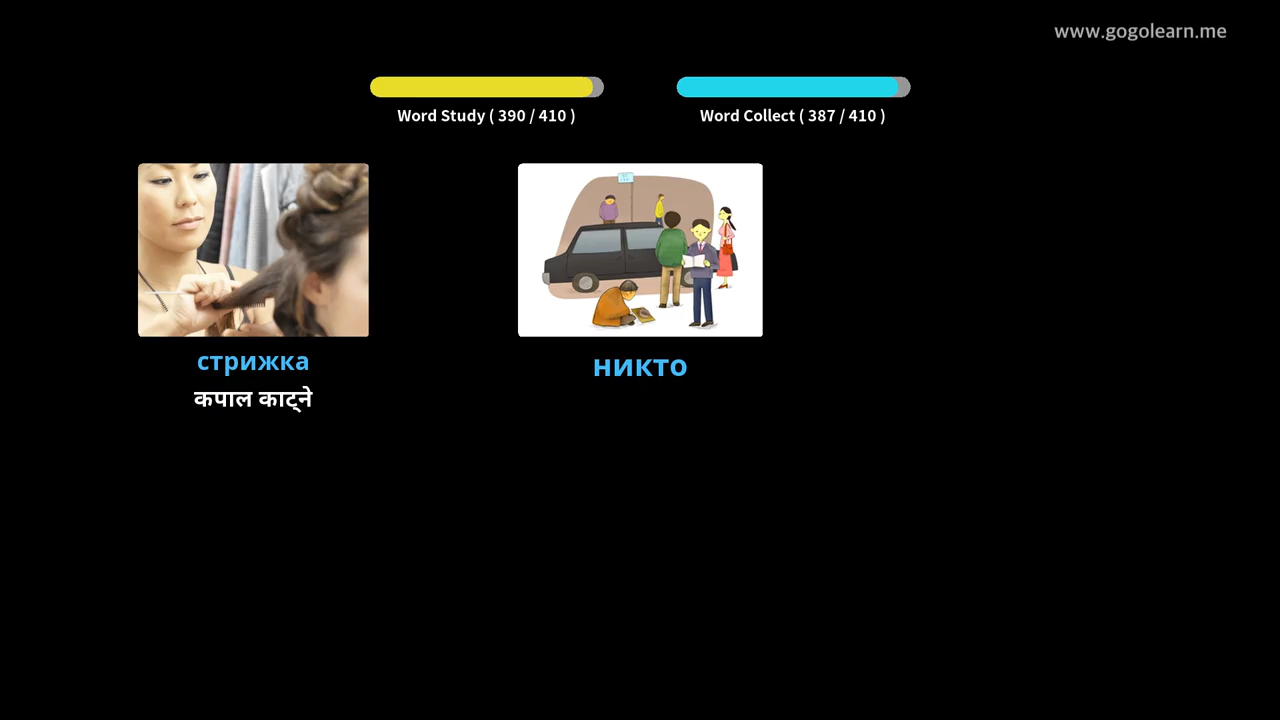 www.gogolearn.me
Word Study ( 390 / 410 )
Word Collect ( 387 / 410 )
стрижка
कपाल काट्ने
никто